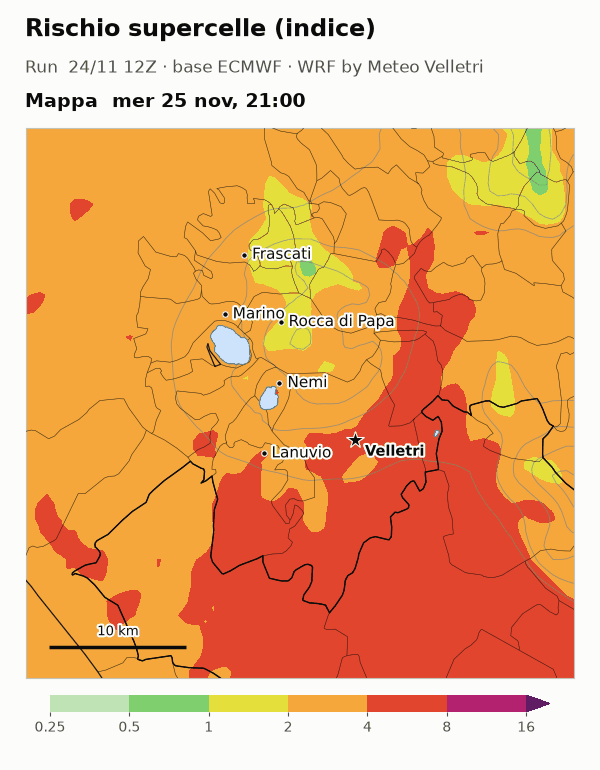 Rischio supercelle (indice)
Run  24/11 12Z · base ECMWF · WRF by Meteo Velletri
Mappa  mer 25 nov, 21:00
Frascati
Marino
Rocca di Papa
Nemi
Velletri
Lanuvio
10 km
0.25 0.5 1 2 4 8 16